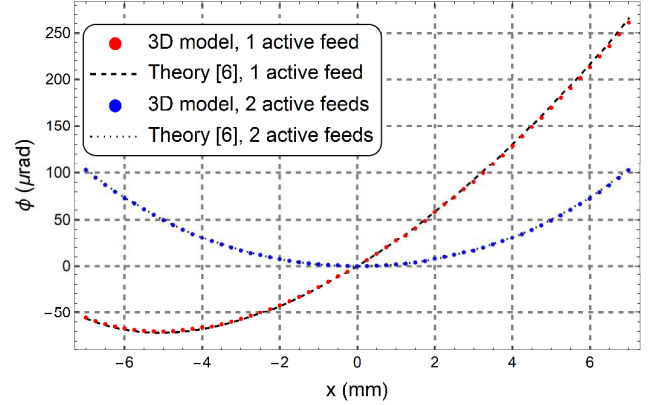 250
200
150
100
50
0
−50
ϕ (μrad)
3D model, 1 active feed
Theory [6], 1 active feed
3D model, 2 active feeds
Theory [6], 2 active feeds
−6 −4 −2 0 2 4 6
x (mm)